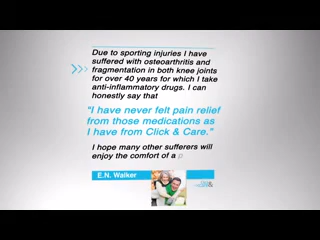 Due to sporting injuries I have
suffered with osteoarthritis and
fragmentation in both knee joints
for over 40 years for which I take
anti-inflammatory drugs. I can
honestly say that
"I have never felt pain relief
from those medications as
I have from Click & Care."
I hope many other sufferers will
enjoy the comfort of a p
E.N. Walker